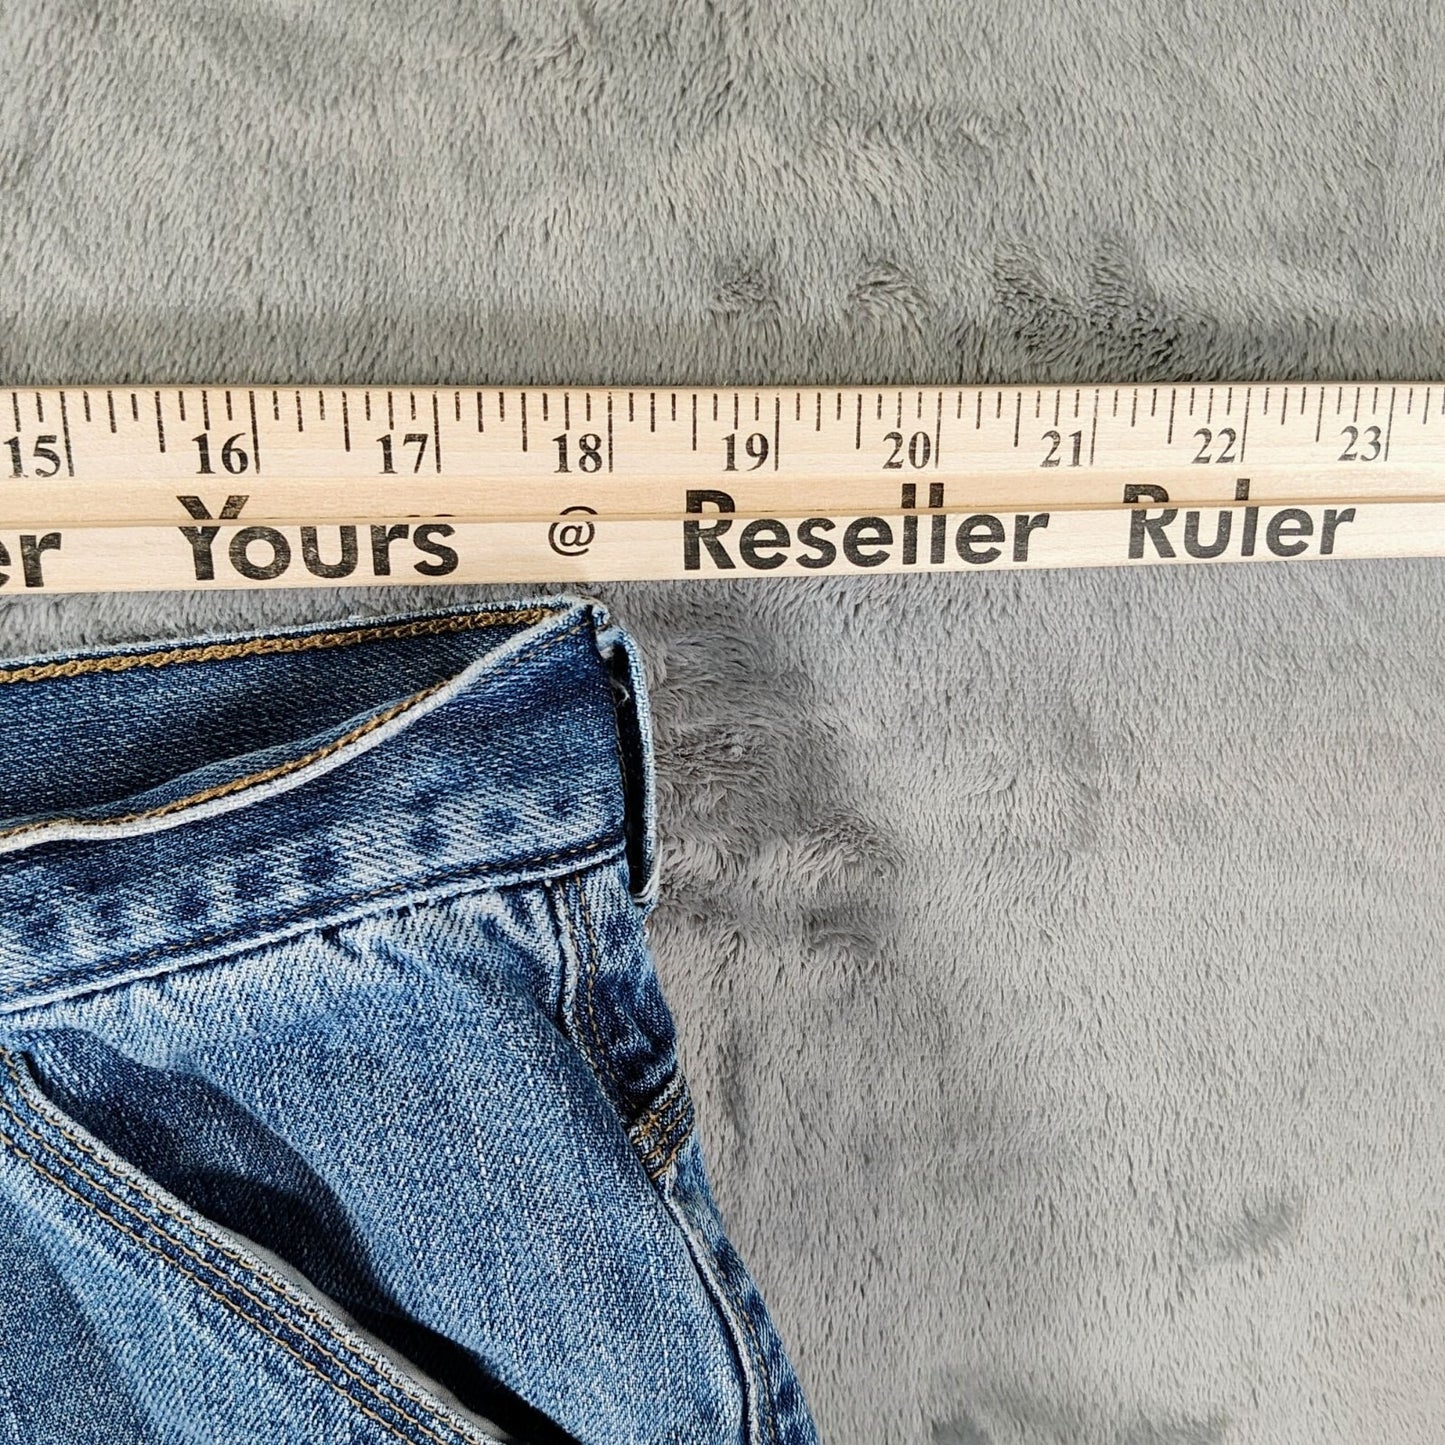 15 16 17 18 19 20 21 22 23
er Yours @ Reseller Ruler